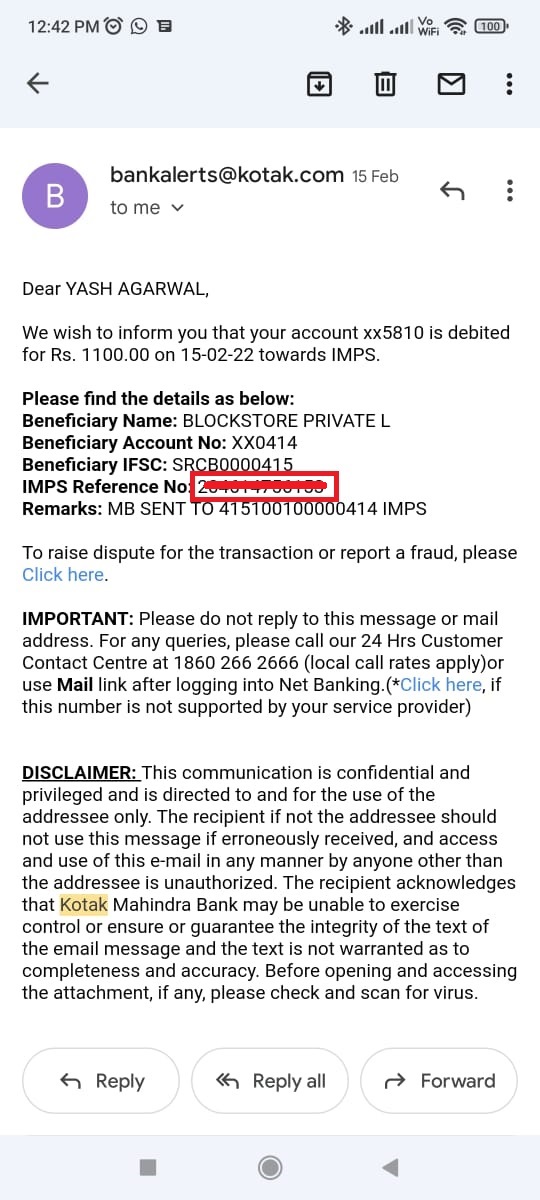 12:42 PM
Vo
WiFi
100
B
bankalerts@kotak.com 15 Feb
to me
Dear YASH AGARWAL,
We wish to inform you that your account xx5810 is debited
for Rs. 1100.00 on 15-02-22 towards IMPS.
Please find the details as below:
Beneficiary Name: BLOCKSTORE PRIVATE L
Beneficiary Account No: XX0414
Beneficiary IFSC: SRCB0000415
IMPS Reference No:
Remarks: MB SENT TO 415100100000414 IMPS
To raise dispute for the transaction or report a fraud, please
Click here.
IMPORTANT: Please do not reply to this message or mail
address. For any queries, please call our 24 Hrs Customer
Contact Centre at 1860 266 2666 (local call rates apply)or
use Mail link after logging into Net Banking.(*Click here, if
this number is not supported by your service provider)
DISCLAIMER: This communication is confidential and
privileged and is directed to and for the use of the
addressee only. The recipient if not the addressee should
not use this message if erroneously received, and access
and use of this e-mail in any manner by anyone other than
the addressee is unauthorized. The recipient acknowledges
that Kotak Mahindra Bank may be unable to exercise
control or ensure or guarantee the integrity of the text of
the email message and the text is not warranted as to
completeness and accuracy. Before opening and accessing
the attachment, if any, please check and scan for virus.
Reply
Reply all
Forward